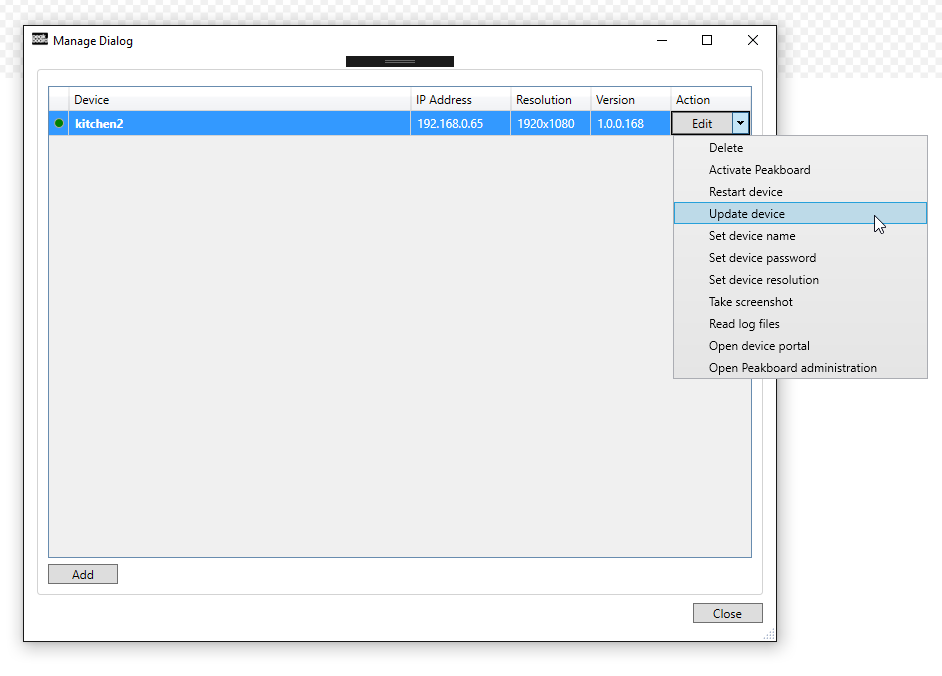 Manage Dialog
Device IP Address Resolution Version Action
kitchen2 192.168.0.65 1920x1080 1.0.0.168 Edit
Delete
Activate Peakboard
Restart device
Update device
Set device name
Set device password
Set device resolution
Take screenshot
Read log files
Open device portal
Open Peakboard administration
Add
Close